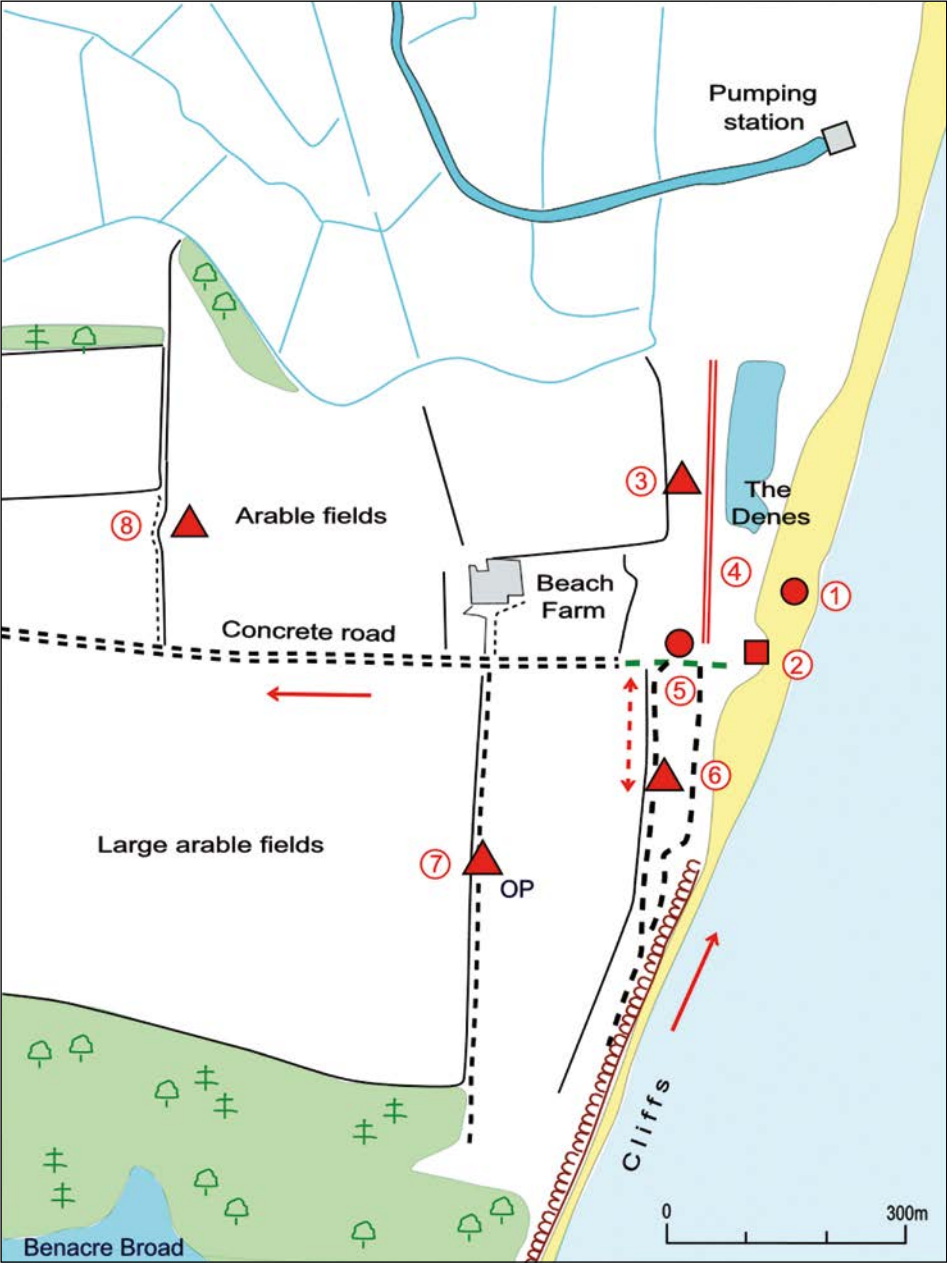 Pumping
station
③
The
Denes
⑧
Arable fields
④
Beach
Farm
①
Concrete road
②
⑤
⑥
Large arable fields
⑦
OP
Cliffs
0
300m
Benacre Broad